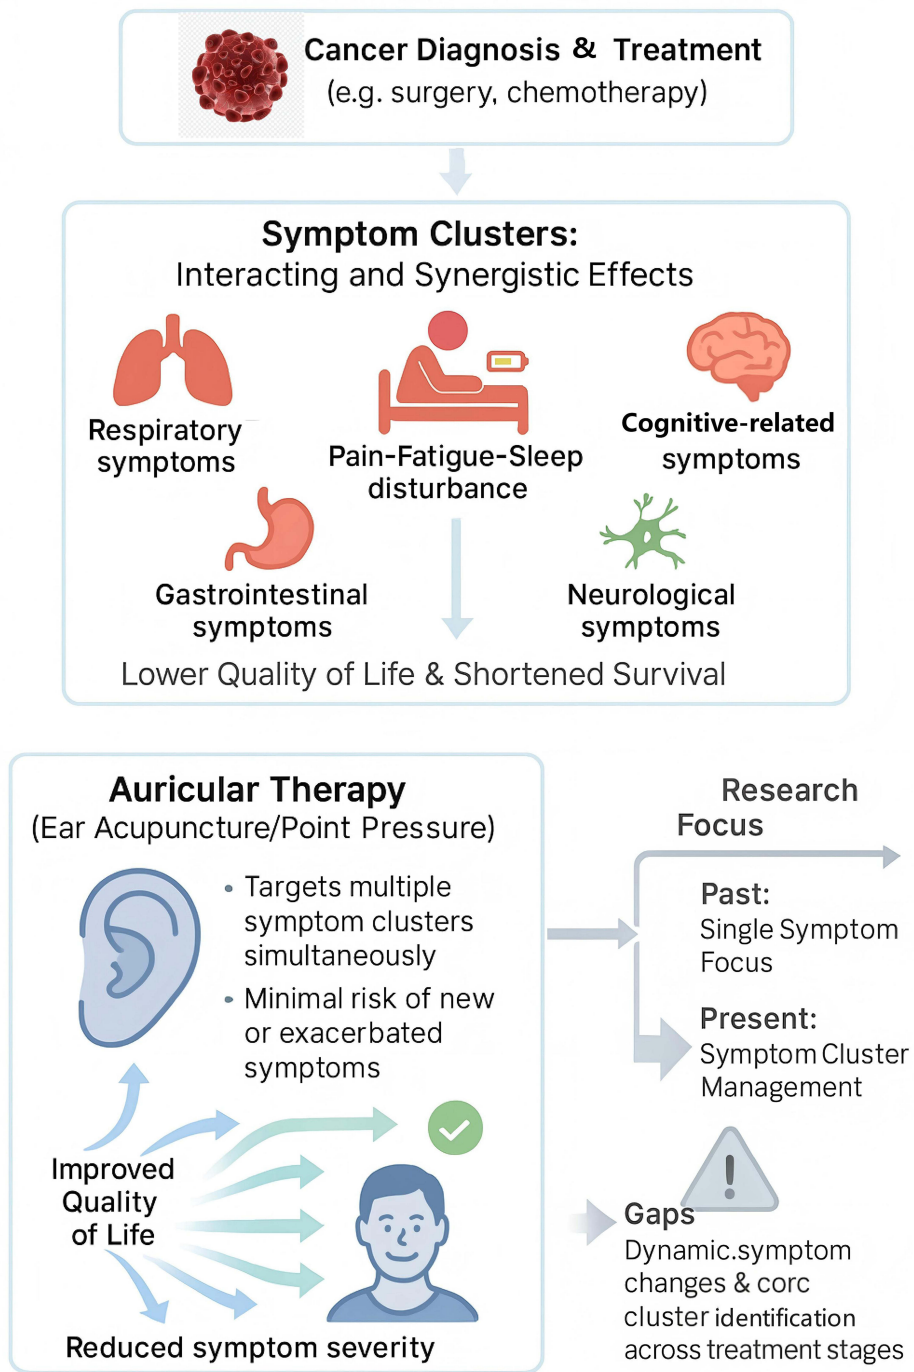 Cancer Diagnosis & Treatment
(e.g. surgery, chemotherapy)
Symptom Clusters:
Interacting and Synergistic Effects
Respiratory
symptoms
Pain-Fatigue-Sleep
disturbance
Cognitive-related
symptoms
Gastrointestinal
symptoms
Neurological
symptoms
Lower Quality of Life & Shortened Survival
Auricular Therapy
(Ear Acupuncture/Point Pressure)
• Targets multiple
symptom clusters
simultaneously
• Minimal risk of new
or exacerbated
symptoms
Improved
Quality
of Life
Reduced symptom severity
Research
Focus
Past:
Single Symptom
Focus
Present:
Symptom Cluster
Management
Gaps
Dynamic.symptom
changes & corc
cluster identification
across treatment stages